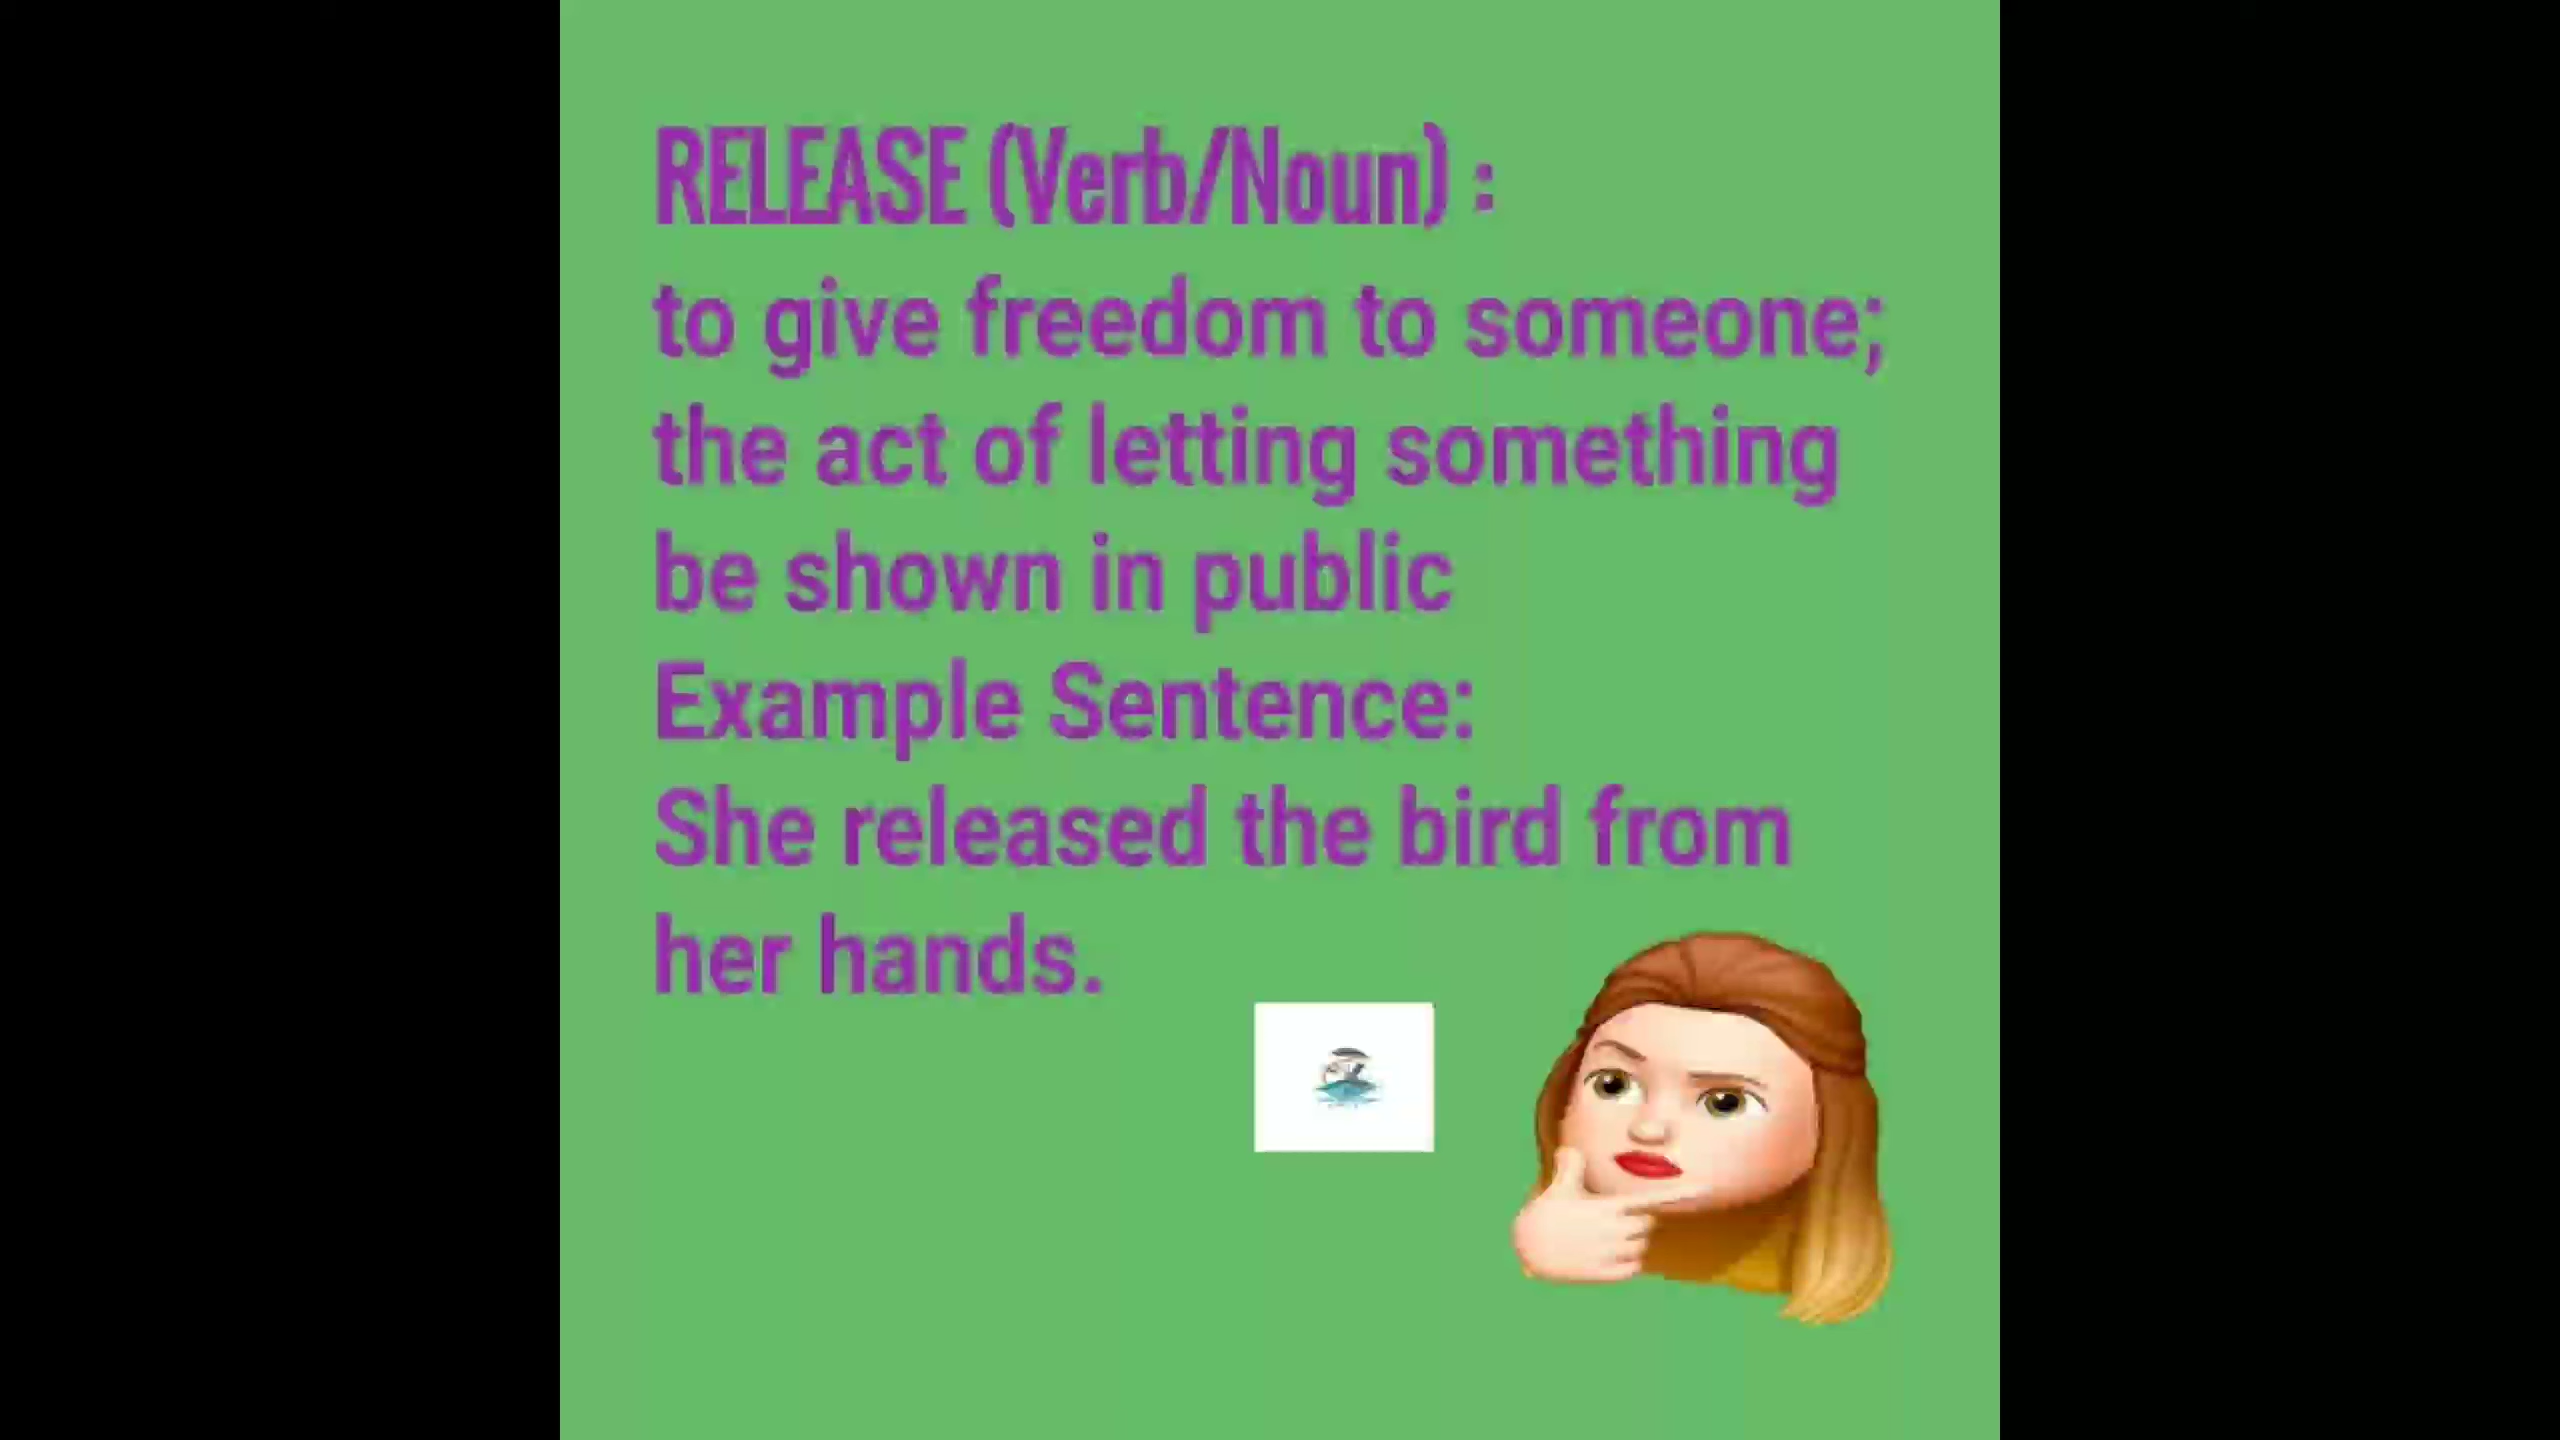 RELEASE (Verb/Noun) :
to give freedom to someone;
the act of letting something
be shown in public
Example Sentence:
She released the bird from
her hands.